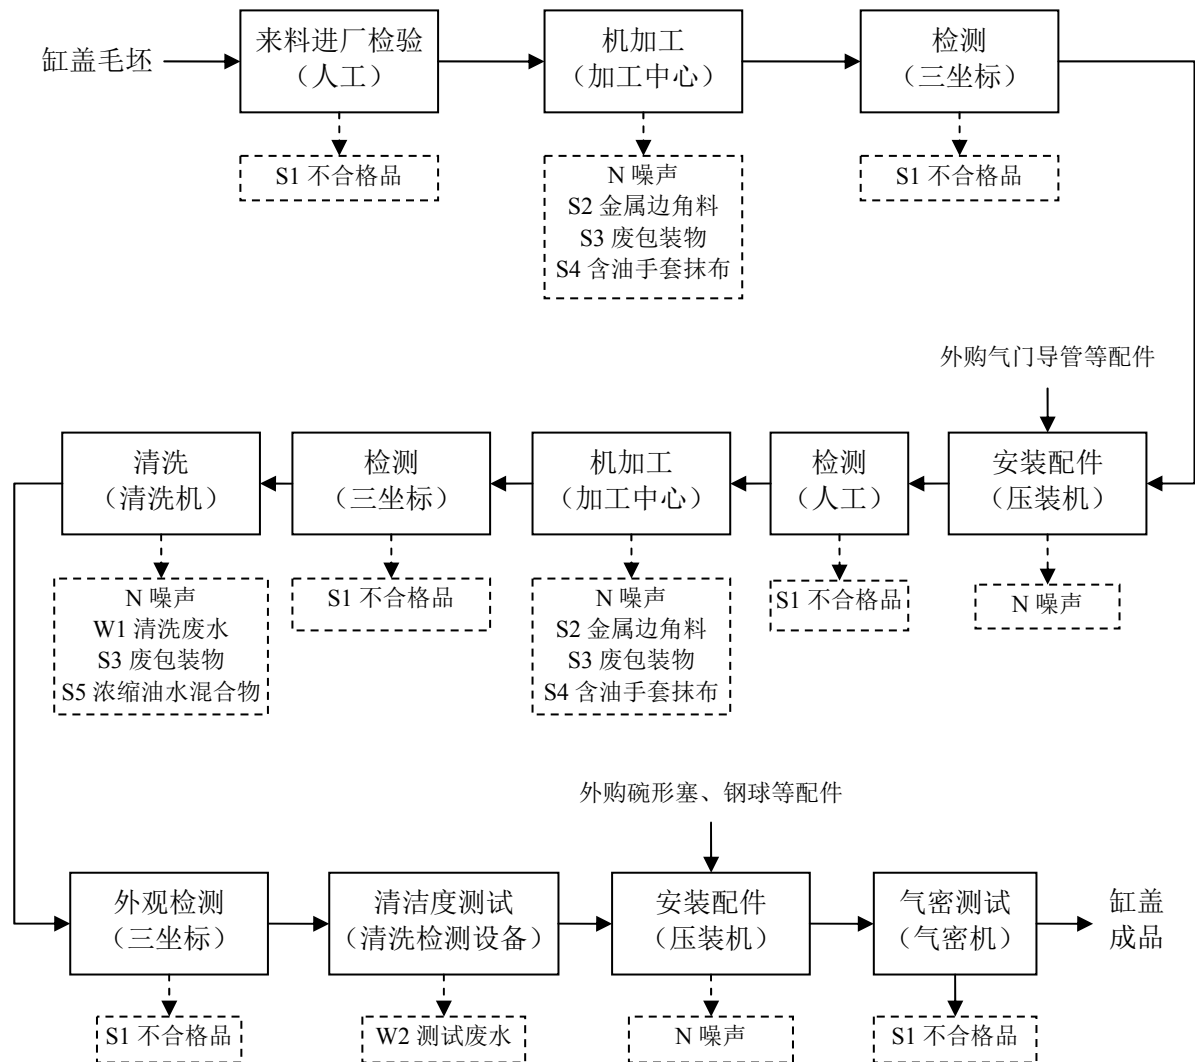 缸盖毛坯
来料进厂检验
（人工）
机加工
（加工中心）
检测
（三坐标）
S1 不合格品
N 噪声
S2 金属边角料
S3 废包装物
S4 含油手套抹布
S1 不合格品
外购气门导管等配件
清洗
（清洗机）
检测
（三坐标）
机加工
（加工中心）
检测
（人工）
安装配件
（压装机）
N 噪声
W1 清洗废水
S3 废包装物
S5 浓缩油水混合物
S1 不合格品
N 噪声
S2 金属边角料
S3 废包装物
S4 含油手套抹布
S1 不合格品
N 噪声
外购碗形塞、钢球等配件
外观检测
（三坐标）
清洁度测试
（清洗检测设备）
安装配件
（压装机）
气密测试
（气密机）
缸盖
成品
S1 不合格品
W2 测试废水
N 噪声
S1 不合格品